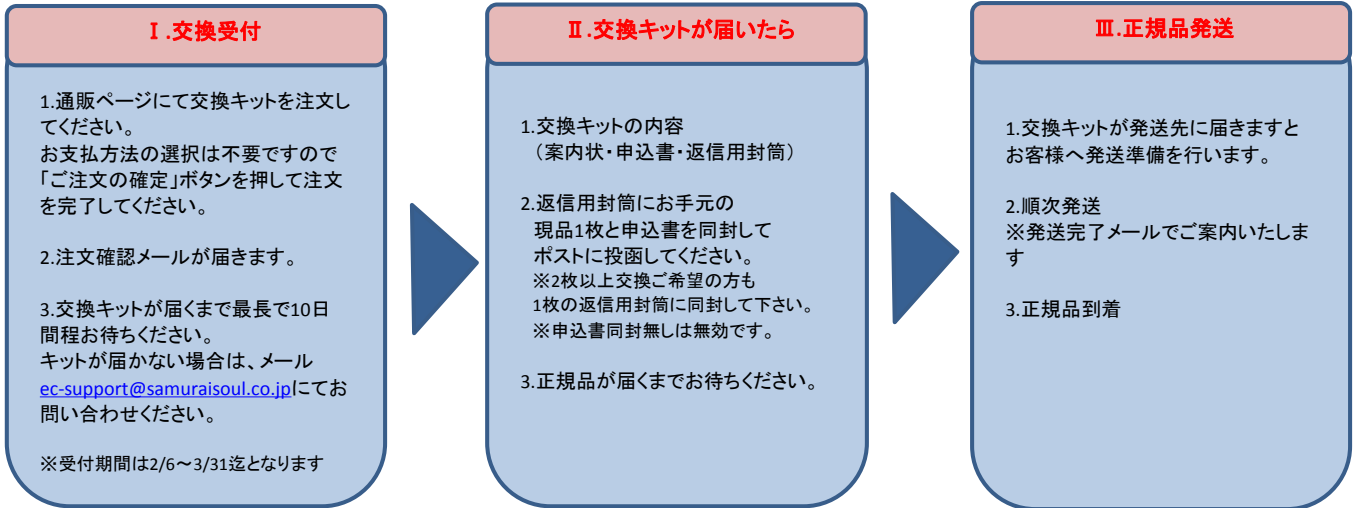 Ⅰ.交換受付
1.通販ページにて交換キットを注文し
てください。
お支払方法の選択は不要ですので
「ご注文の確定」ボタンを押して注文
を完了してください。
2.注文確認メールが届きます。
3.交換キットが届くまで最長で10日
間程お待ちください。
キットが届かない場合は、メール
ec-support@samuraisoul.co.jpにてお
問い合わせください。
※受付期間は2/6～3/31迄となります
Ⅱ.交換キットが届いたら
1.交換キットの内容
（案内状・申込書・返信用封筒）
2.返信用封筒にお手元の
現品1枚と申込書を同封して
ポストに投函してください。
※2枚以上交換ご希望の方も
1枚の返信用封筒に同封して下さい。
※申込書同封無しは無効です。
3.正規品が届くまでお待ちください。
Ⅲ.正規品発送
1.交換キットが発送先に届きますと
お客様へ発送準備を行います。
2.順次発送
※発送完了メールでご案内いたしま
す
3.正規品到着